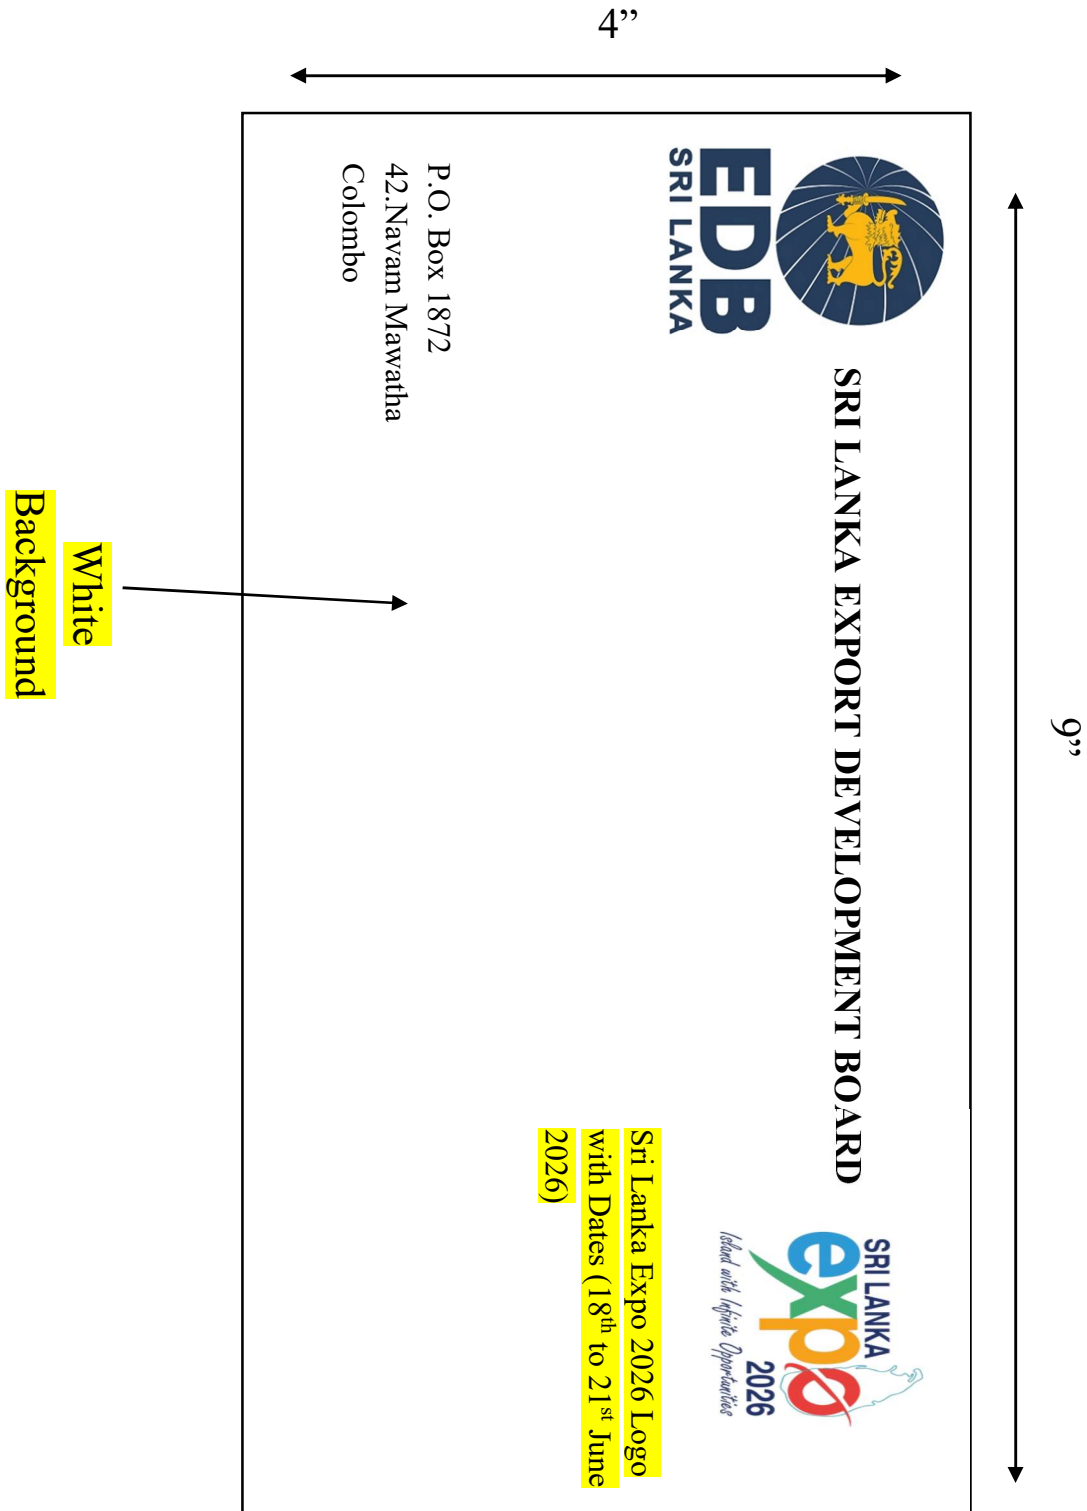 9”
4”
EDB
SRI LANKA
SRI LANKA EXPORT DEVELOPMENT BOARD
SRI LANKA
expo
2026
Island with Infinite Opportunities
Sri Lanka Expo 2026 Logo
with Dates (18th to 21st June
2026)
P.O. Box 1872
42.Navam Mawatha
Colombo
White
Background